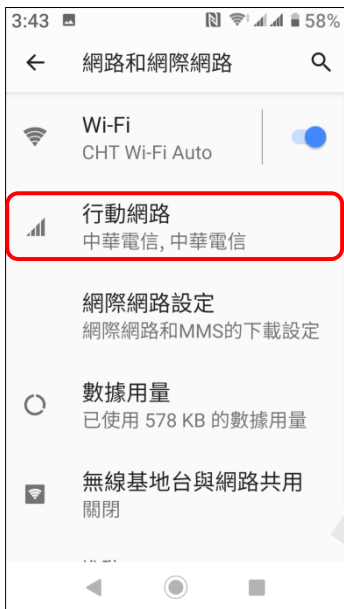 3:43 58%
網路和網際網路
Wi-Fi
CHT Wi-Fi Auto
行動網路
中華電信, 中華電信
網際網路設定
網際網路和MMS的下載設定
數據用量
已使用 578 KB 的數據用量
無線基地台與網路共用
關閉